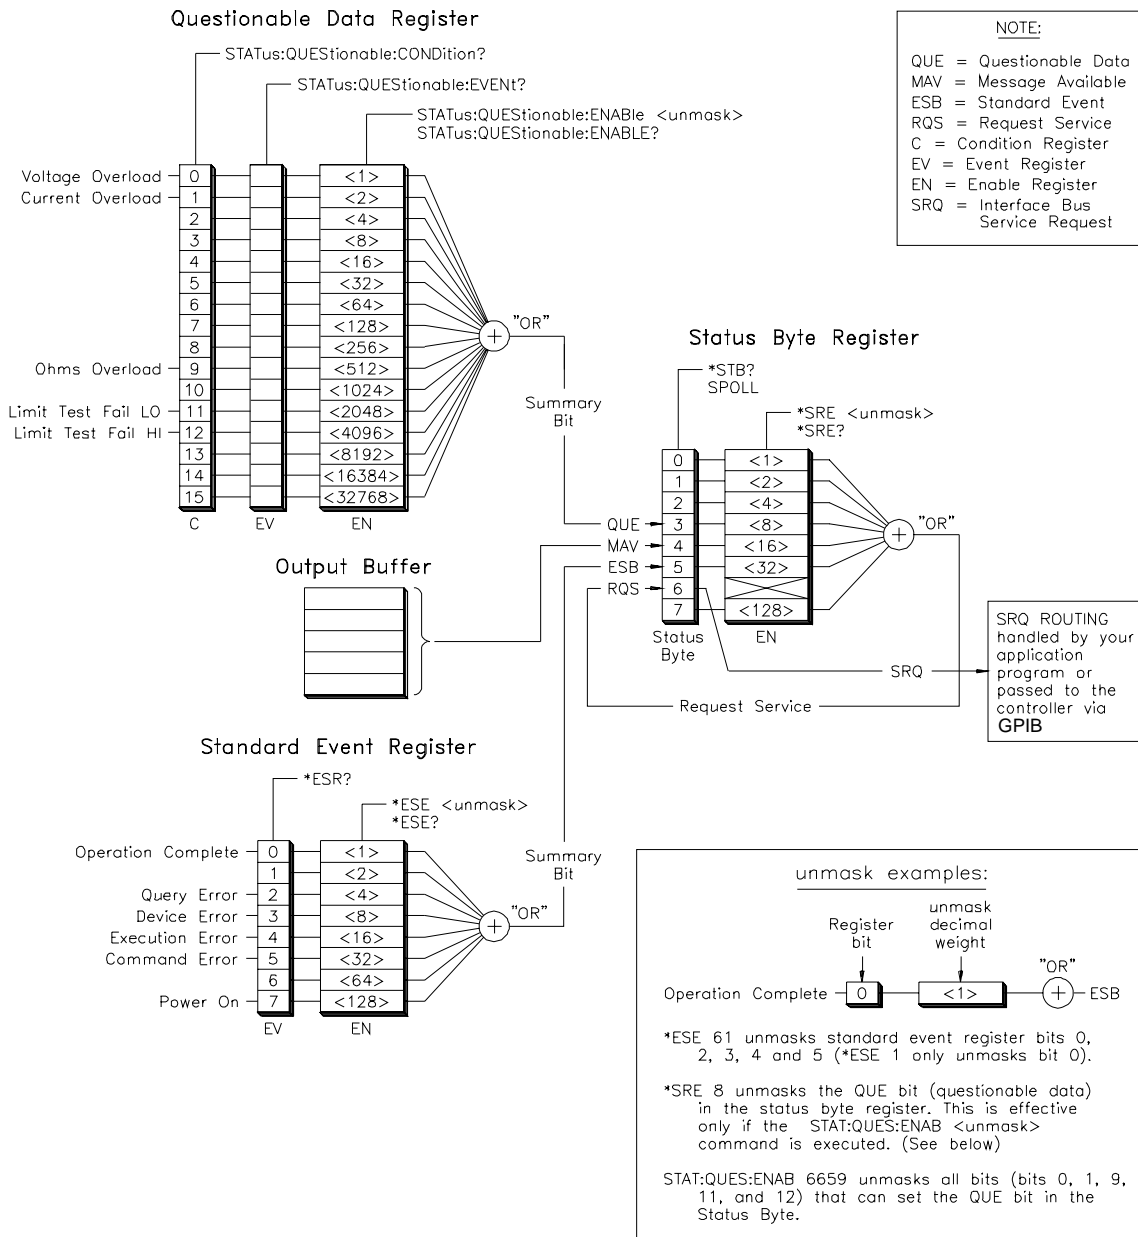 Questionable Data Register
STATus:QUEStionable:CONDition?
STATus:QUEStionable:EVENt?
STATus:QUEStionable:ENABle <unmask>
STATus:QUEStionable:ENABLE?
Voltage Overload 0 <1>
Current Overload 1 <2>
2 <4>
3 <8>
4 <16>
5 <32>
6 <64>
7 <128>
8 <256>
Ohms Overload 9 <512>
10 <1024>
Limit Test Fail LO 11 <2048>
Limit Test Fail HI 12 <4096>
13 <8192>
14 <16384>
15 <32768>
C EV EN
+ "OR"
Summary
Bit
NOTE:
QUE = Questionable Data
MAV = Message Available
ESB = Standard Event
RQS = Request Service
C = Condition Register
EV = Event Register
EN = Enable Register
SRQ = Interface Bus
Service Request
Status Byte Register
*STB?
SPOLL
*SRE <unmask>
*SRE?
0 <1>
1 <2>
2 <4>
QUE 3 <8>
MAV 4 <16>
ESB 5 <32>
RQS 6
7 <128>
Status
Byte
EN
+ "OR"
SRQ
Request Service
SRQ ROUTING
handled by your
application
program or
passed to the
controller via
GPIB
Output Buffer
Standard Event Register
*ESR?
*ESE <unmask>
*ESE?
Operation Complete 0 <1>
1 <2>
Query Error 2 <4>
Device Error 3 <8>
Execution Error 4 <16>
Command Error 5 <32>
6 <64>
Power On 7 <128>
EV EN
+ "OR"
Summary
Bit
unmask examples:
Register
bit
unmask
decimal
weight
"OR"
Operation Complete 0 <1> + ESB
*ESE 61 unmasks standard event register bits 0,
2, 3, 4 and 5 (*ESE 1 only unmasks bit 0).
*SRE 8 unmasks the QUE bit (questionable data)
in the status byte register. This is effective
only if the STAT:QUES:ENAB <unmask>
command is executed. (See below)
STAT:QUES:ENAB 6659 unmasks all bits (bits 0, 1, 9,
11, and 12) that can set the QUE bit in the
Status Byte.